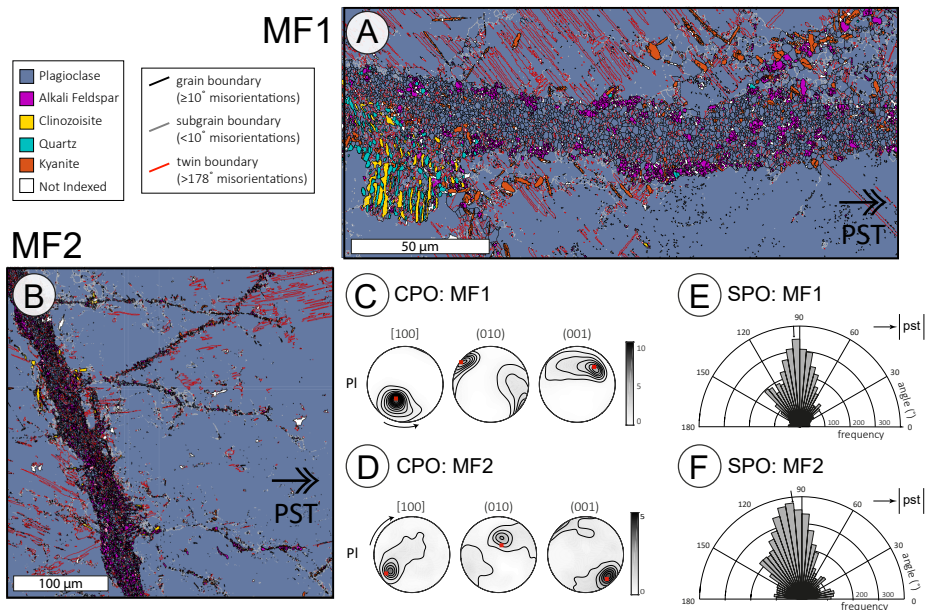 MF1
A
Plagioclase
Alkali Feldspar
Clinozoisite
Quartz
Kyanite
Not Indexed
grain boundary
(≥10° misorientations)
subgrain boundary
(<10° misorientations)
twin boundary
(>178° misorientations)
50 µm
PST
MF2
B
PST
100 µm
C CPO: MF1
[100] (010) (001)
Pl
10
5
0
E SPO: MF1
pst
180 150 120 90 60 30 0
angle (°)
100 200 300
frequency
D CPO: MF2
[100] (010) (001)
Pl
5
0
F SPO: MF2
pst
180 150 120 90 60 30 0
angle (°)
200 300
frequency